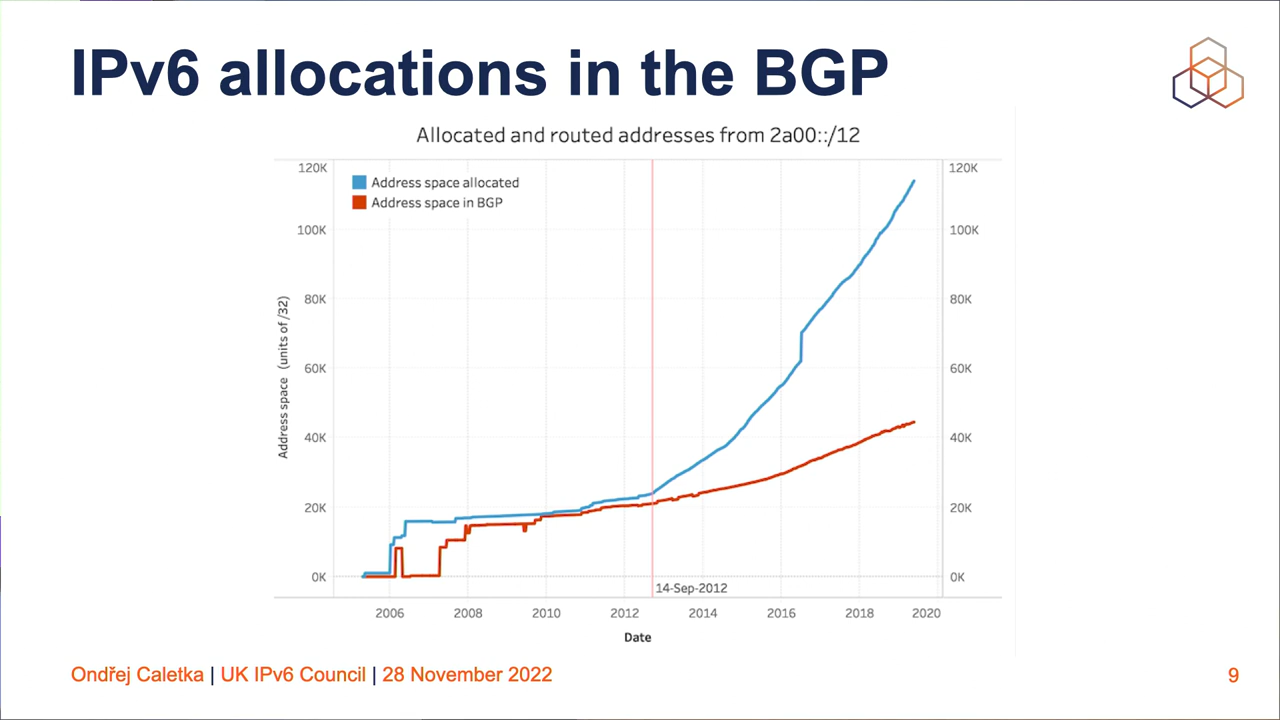 IPv6 allocations in the BGP
Allocated and routed addresses from 2a00::/12
120K
120K
Address space allocated
Address space in BGP
100K
100K
80K
80K
Address space (units of /32)
60K
60K
40K
40K
20K
20K
0K
0K
14-Sep-2012
2006 2008 2010 2012 2014 2016 2018 2020
Date
Ondřej Caletka | UK IPv6 Council | 28 November 2022
9